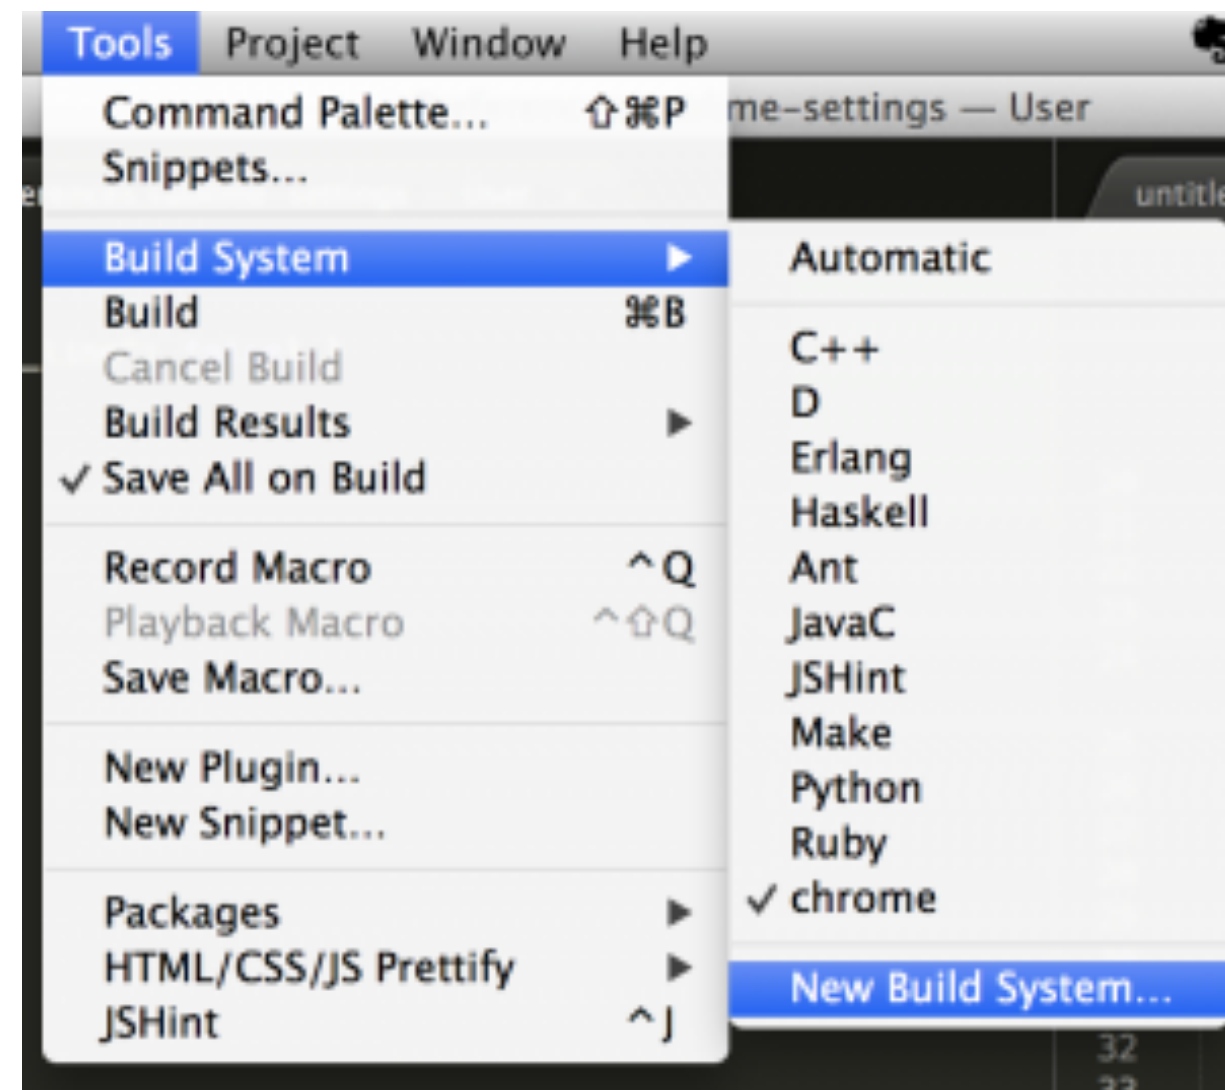 Tools Project Window Help
me-settings — User
Command Palette... ⇧⌘P
Snippets...
Build System ▶
Build ⌘B
Cancel Build
Build Results ▶
✓ Save All on Build
Record Macro ^Q
Playback Macro ^⇧Q
Save Macro...
New Plugin...
New Snippet...
Packages ▶
HTML/CSS/JS Prettify ▶
JSHint ^J
untitle
Automatic
C++
D
Erlang
Haskell
Ant
JavaC
JSHint
Make
Python
Ruby
✓ chrome
New Build System...
32